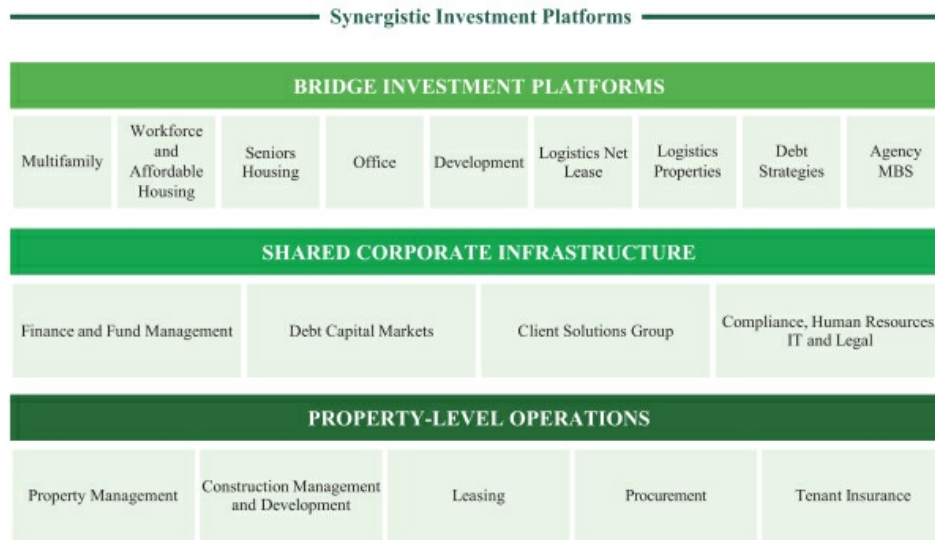 Synergistic Investment Platforms
BRIDGE INVESTMENT PLATFORMS
Multifamily
Workforce
and
Affordable
Housing
Seniors
Housing
Office
Development
Logistics Net
Lease
Logistics
Properties
Debt
Strategies
Agency
MBS
SHARED CORPORATE INFRASTRUCTURE
Finance and Fund Management
Debt Capital Markets
Client Solutions Group
Compliance, Human Resources
IT and Legal
PROPERTY-LEVEL OPERATIONS
Property Management
Construction Management
and Development
Leasing
Procurement
Tenant Insurance